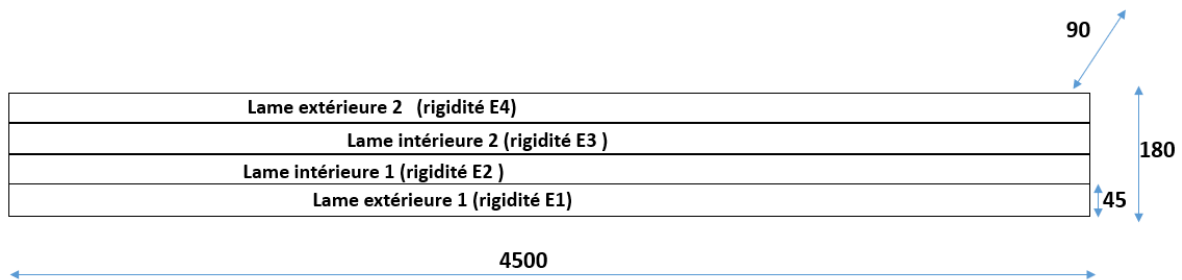 90
Lame extérieure 2 (rigidité E4)
Lame intérieure 2 (rigidité E3 )
180
Lame intérieure 1 (rigidité E2 )
Lame extérieure 1 (rigidité E1)
45
4500